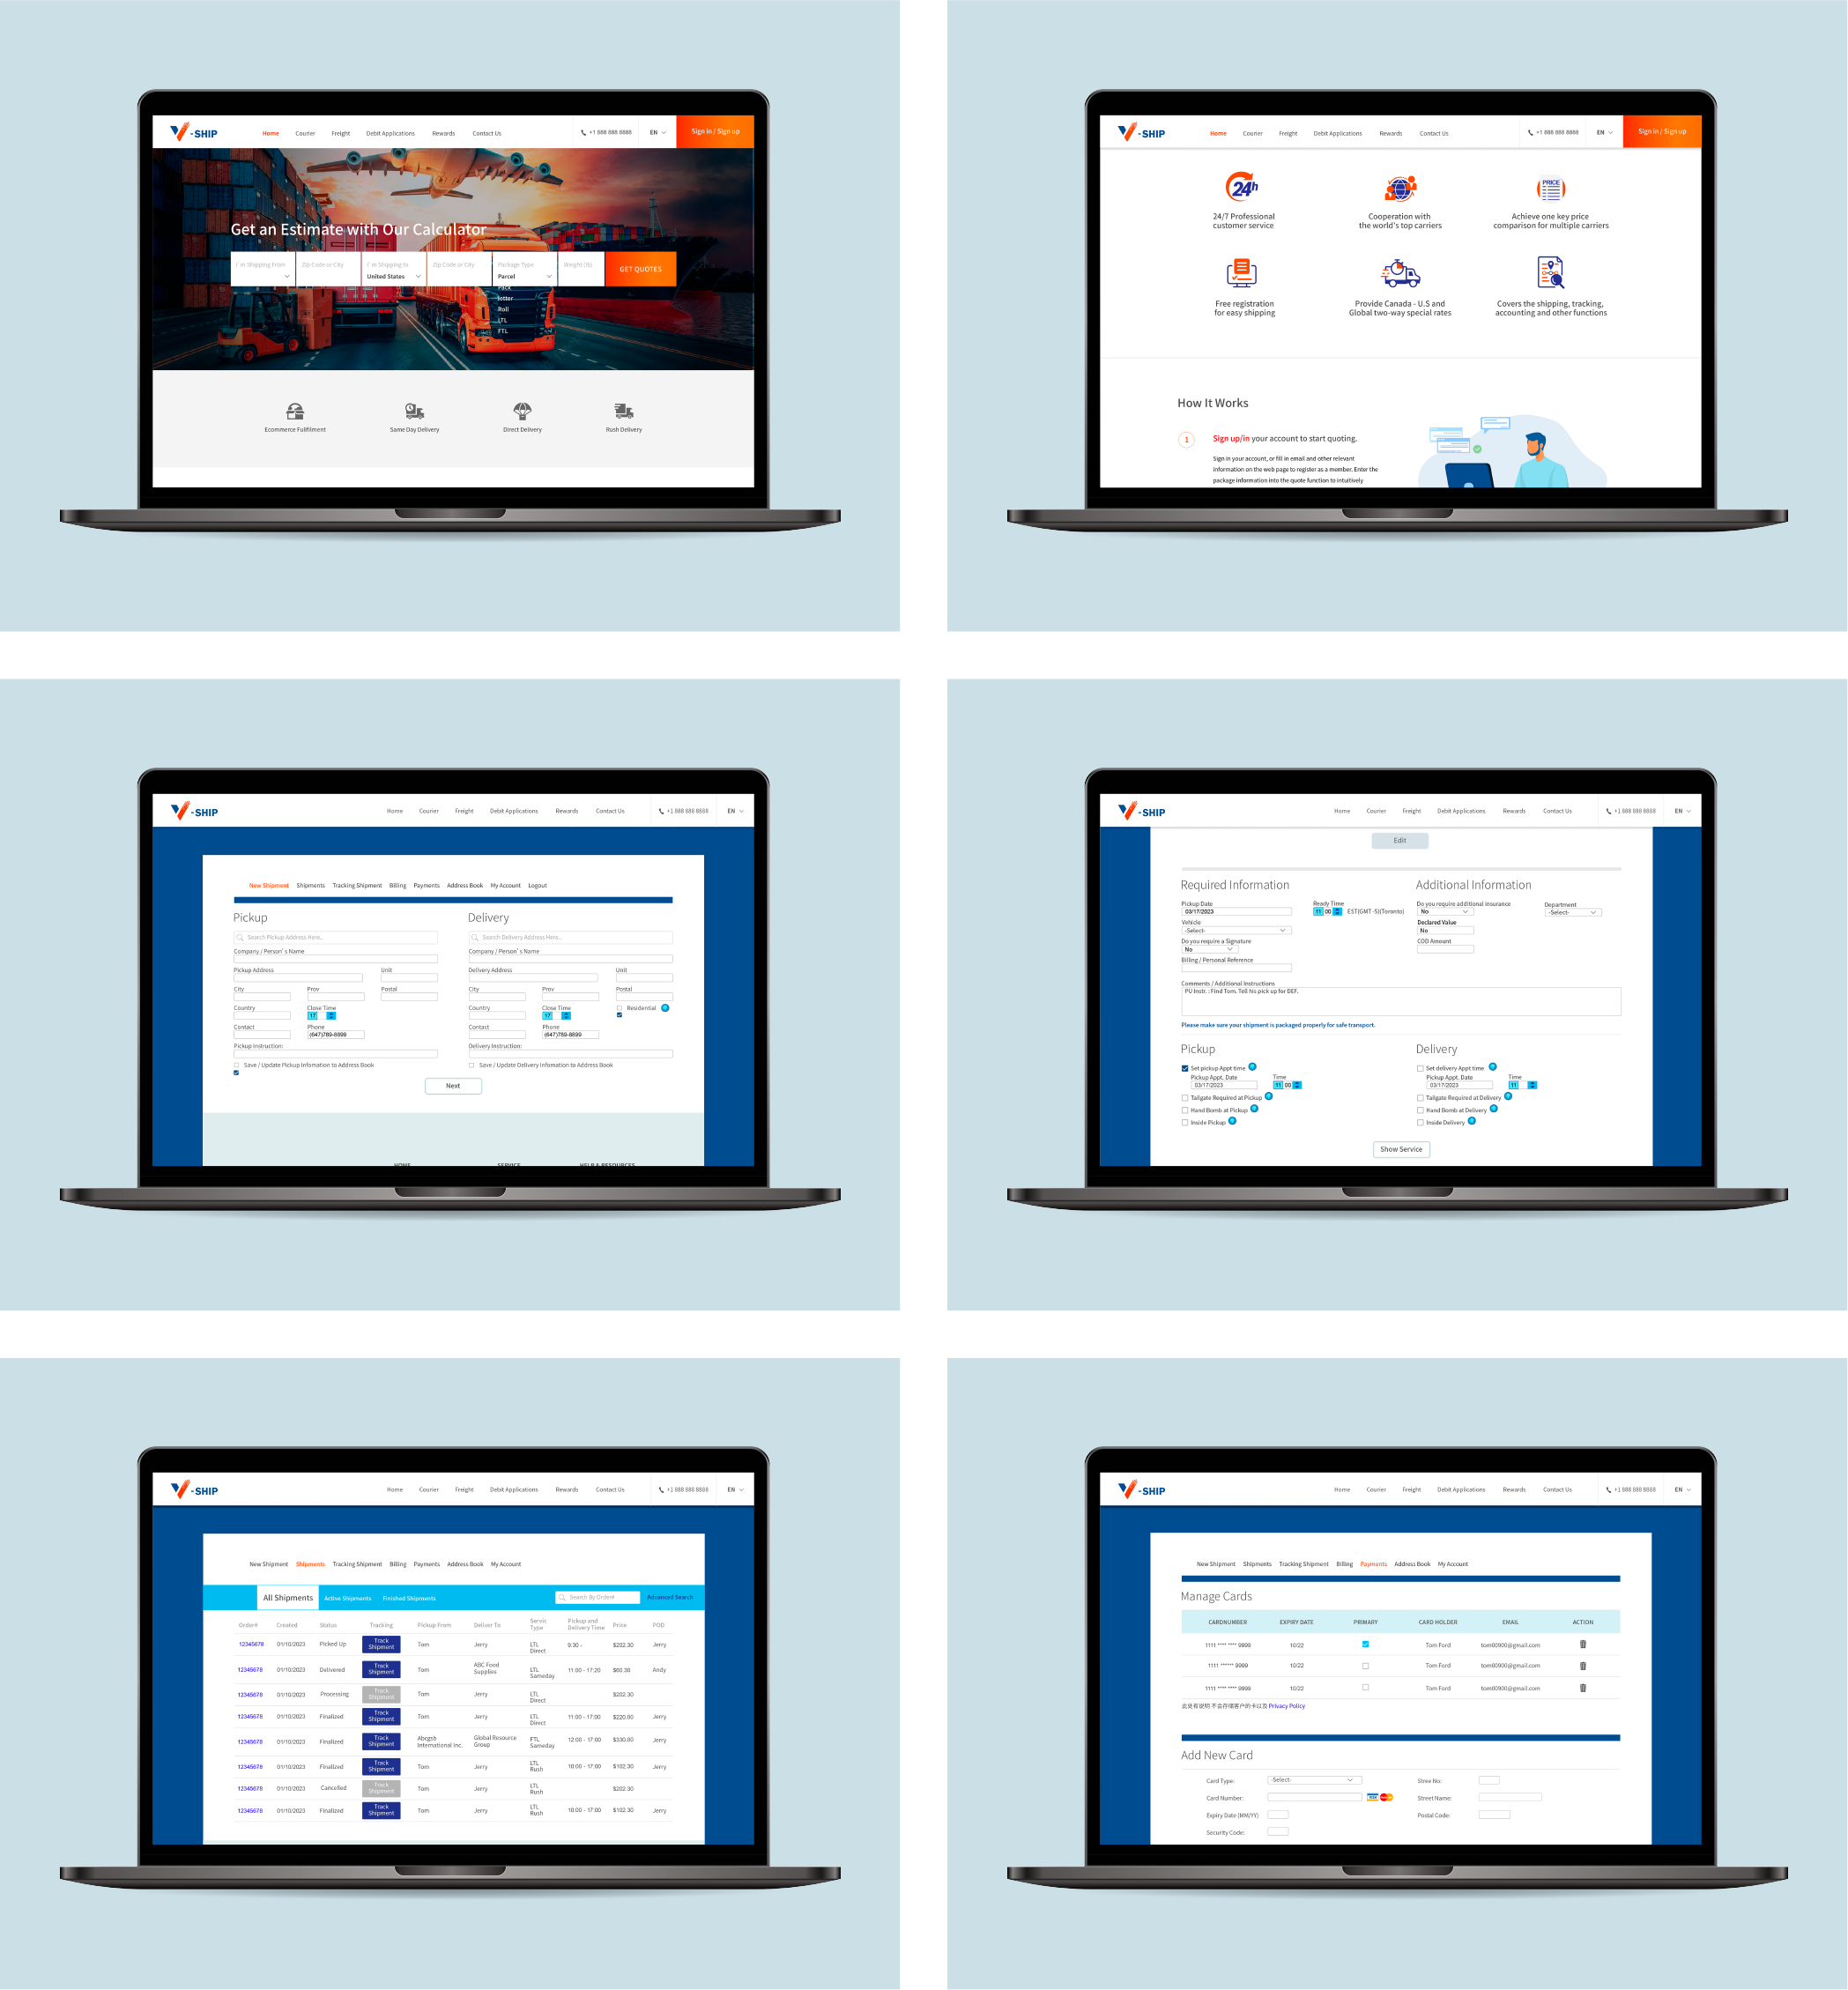 V - SHIP
Home Courier Freight Debit Applications Rewards Contact Us +1 888 888 8888 EN Sign in / Sign up
Get an Estimate with Our Calculator
I' m Shipping From Zip Code or City I' m Shipping to Zip Code or City Package Type Weight (lb)
United States Parcel GET QUOTES
Pack
letter
Roll
LTL
FTL
Ecommerce Fulifilment Same Day Delivery Direct Delivery Rush Delivery
V - SHIP
Home Courier Freight Debit Applications Rewards Contact Us +1 888 888 8888 EN Sign in / Sign up
24h PRICE
24/7 Professional
customer service
Cooperation with
the world's top carriers
Achieve one key price
comparison for multiple carriers
Free registration
for easy shipping
Provide Canada - U.S and
Global two-way special rates
Covers the shipping, tracking,
accounting and other functions
How It Works
1 Sign up/in your account to start quoting.
Sign in your account, or fill in email and other relevant
information on the web page to register as a member. Enter the
package information into the quote function to intuitively
V - SHIP
Home Courier Freight Debit Applications Rewards Contact Us +1 888 888 8888 EN
New Shipment Shipments Tracking Shipment Billing Payments Address Book My Account Logout
Pickup
Search Pickup Address Here..
Company / Person' s Name
Pickup Address Unit
City Prov Postal
Country Close Time
17
Contact Phone
(647)789-8899
Pickup Instruction:
Save / Update Pickup Infomation to Address Book
Delivery
Search Delivery Address Here..
Company / Person' s Name
Delivery Address Unit
City Prov Postal
Country Close Time Residential
17
Contact Phone
(647)789-8899
Delivery Instruction:
Save / Update Delivery Infomation to Address Book
Next
HOME SERVICE HELP & RESOURCES
V - SHIP
Home Courier Freight Debit Applications Rewards Contact Us +1 888 888 8888 EN
Edit
Required Information
Pickup Date Ready Time
03/17/2023 11 00 EST(GMT -5)(Toronto)
Vehicle
-Select-
Do you require a Signature
No
Billing / Personal Reference
Additional Information
Do you require additional insurance Department
No -Select-
Declared Value
No
COD Amount
Comments / Additional Instructions
PU Instr. : Find Tom. Tell his pick up for DEF.
Please make sure your shipment is packaged properly for safe transport.
Pickup
Set pickup Appt time
Pickup Appt. Date Time
03/17/2023 11 00
Tailgate Required at Pickup
Hand Bomb at Pickup
Inside Pickup
Delivery
Set delivery Appt time
Pickup Appt. Date Time
03/17/2023 11
Tailgate Required at Delivery
Hand Bomb at Delivery
Inside Delivery
Show Service
V - SHIP
Home Courier Freight Debit Applications Rewards Contact Us +1 888 888 8888 EN
New Shipment Shipments Tracking Shipment Billing Payments Address Book My Account
All Shipments Active Shipments Finished Shipments Search By Order# Advanced Search
Order# Created Status Tracking Pickup From Deliver To Servic Type Pickup and Delivery Time Price POD
12345678 01/10/2023 Picked Up Track Shipment Tom Jerry LTL Direct 9:30 - $202.30 Jerry
12345678 01/10/2023 Delivered Track Shipment Tom ABC Food Supplies LTL Sameday 11:00 - 17:20 $60.30 Andy
12345678 01/10/2023 Processing Track Shipment Tom Jerry LTL Direct $202.30
12345678 01/10/2023 Finalized Track Shipment Tom Jerry LTL Direct 11:00 - 17:00 $220.00 Jerry
12345678 01/10/2023 Finalized Track Shipment Abcgsb International Inc. Global Resource Group FTL Sameday 12:00 - 17:00 $330.00 Jerry
12345678 01/10/2023 Finalized Track Shipment Tom Jerry LTL Rush 10:00 - 17:00 $102.30 Jerry
12345678 01/10/2023 Cancelled Track Shipment Tom Jerry LTL Rush $202.30
12345678 01/10/2023 Finalized Track Shipment Tom Jerry LTL Rush 10:00 - 17:00 $102.30 Jerry
V - SHIP
Home Courier Freight Debit Applications Rewards Contact Us +1 888 888 8888 EN
New Shipment Shipments Tracking Shipment Billing Payments Address Book My Account
Manage Cards
CARDNUMBER EXPIRY DATE PRIMARY CARD HOLDER EMAIL ACTION
1111 **** **** 9999 10/22 Tom Ford tom00900@gmail.com
1111 ****** 9999 10/22 Tom Ford tom00900@gmail.com
1111 **** **** 9999 10/22 Tom Ford tom00900@gmail.com
此处有说明 不会存储客户的卡以及 Privacy Policy
Add New Card
Card Type: -Select- Stree No:
Card Number: VISA Street Name:
Expiry Date (MM/YY) Postal Code:
Security Code: